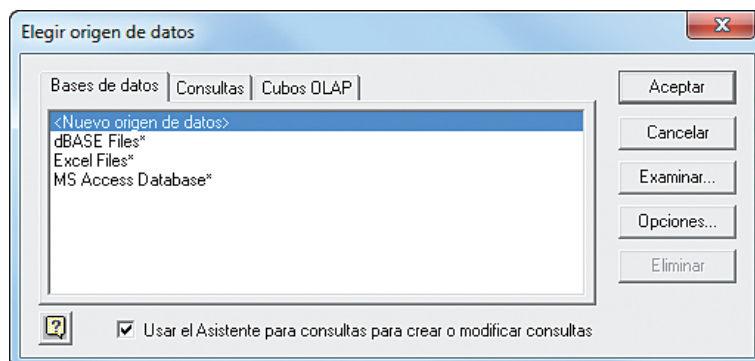 Elegir origen de datos
Bases de datos Consultas Cubos OLAP
<Nuevo origen de datos>
dBASE Files*
Excel Files*
MS Access Database*
Aceptar
Cancelar
Examinar...
Opciones...
Eliminar
Usar el Asistente para consultas para crear o modificar consultas